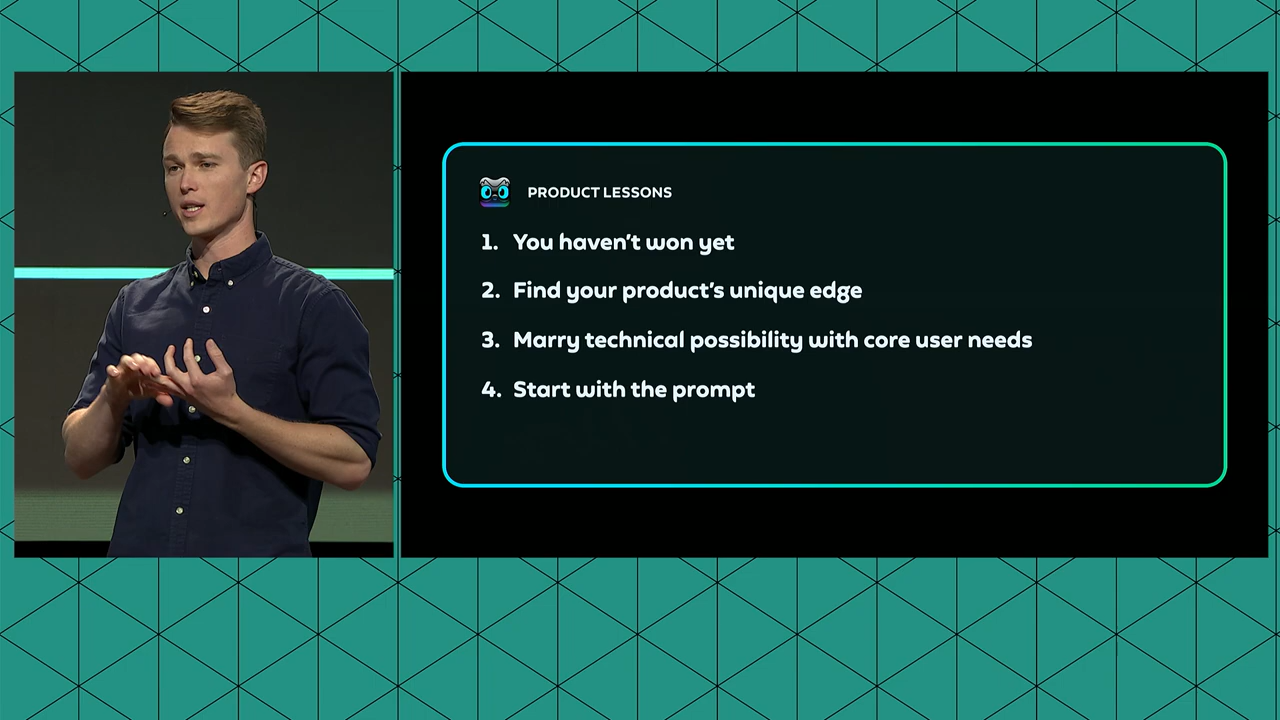 PRODUCT LESSONS
1. You haven't won yet
2. Find your product's unique edge
3. Marry technical possibility with core user needs
4. Start with the prompt